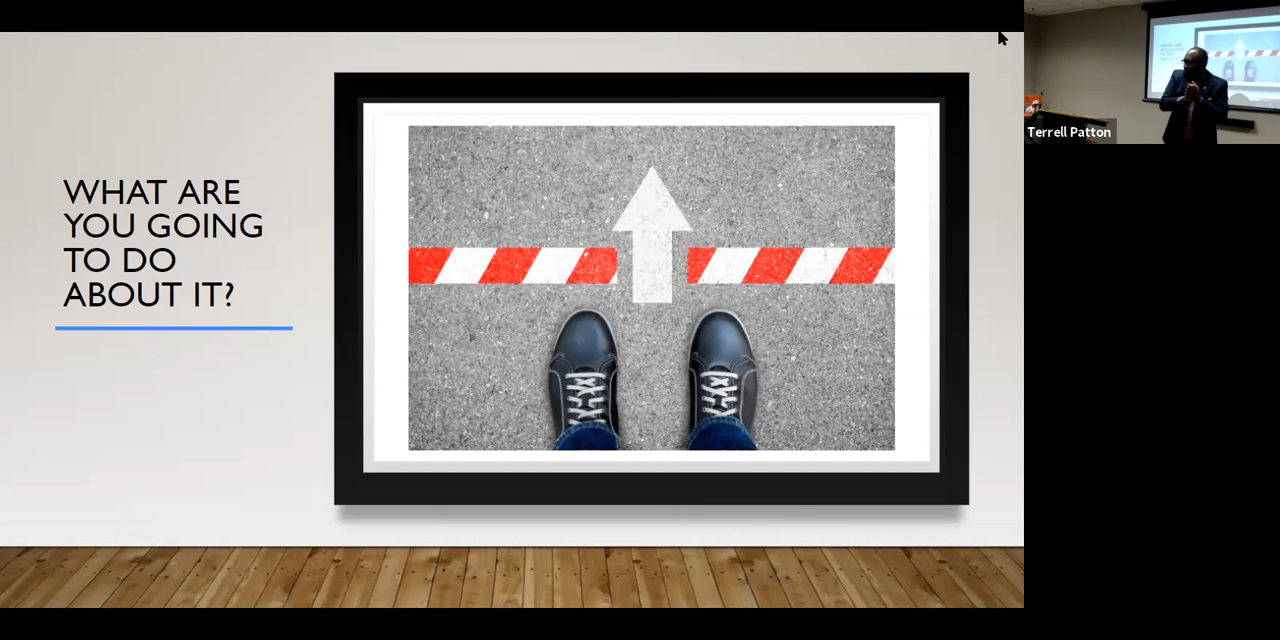 WHAT ARE
YOU GOING
TO DO
ABOUT IT?
Terrell Patton